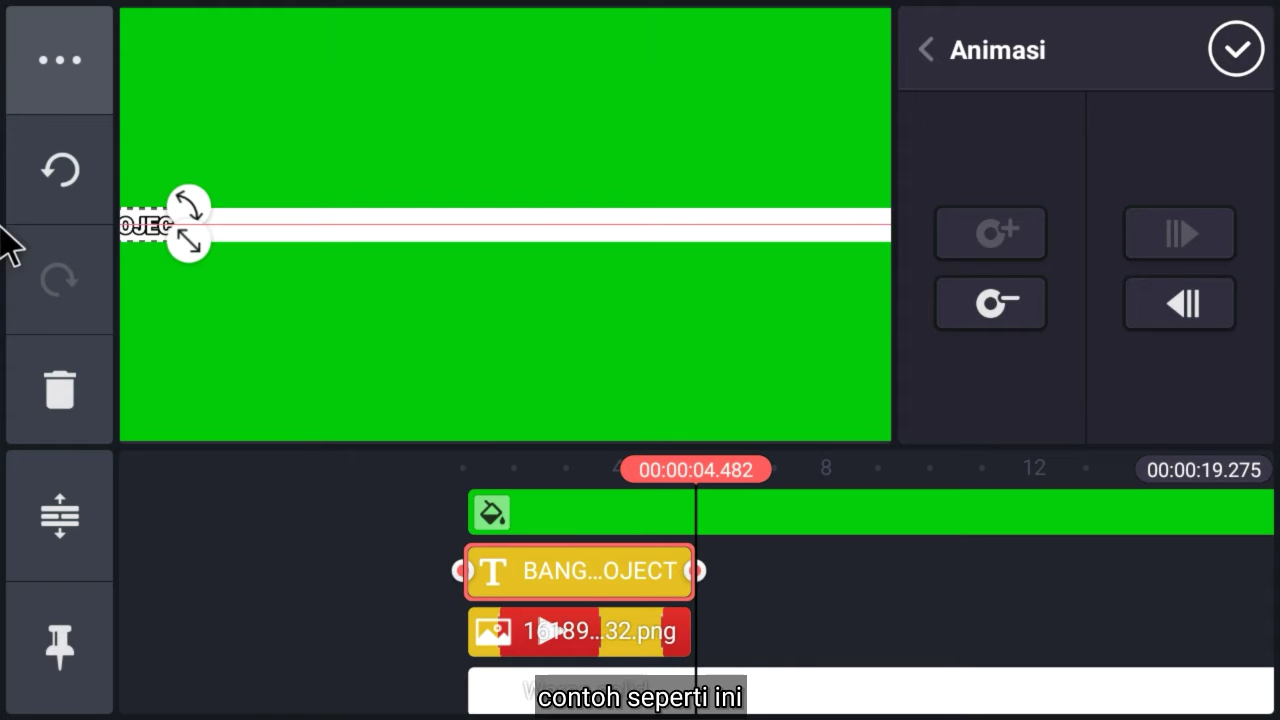 Animasi
OJEC
4
00:00:04.482
8
12
00:00:19.275
T BANG...OJECT
16189...32.png
contoh seperti ini